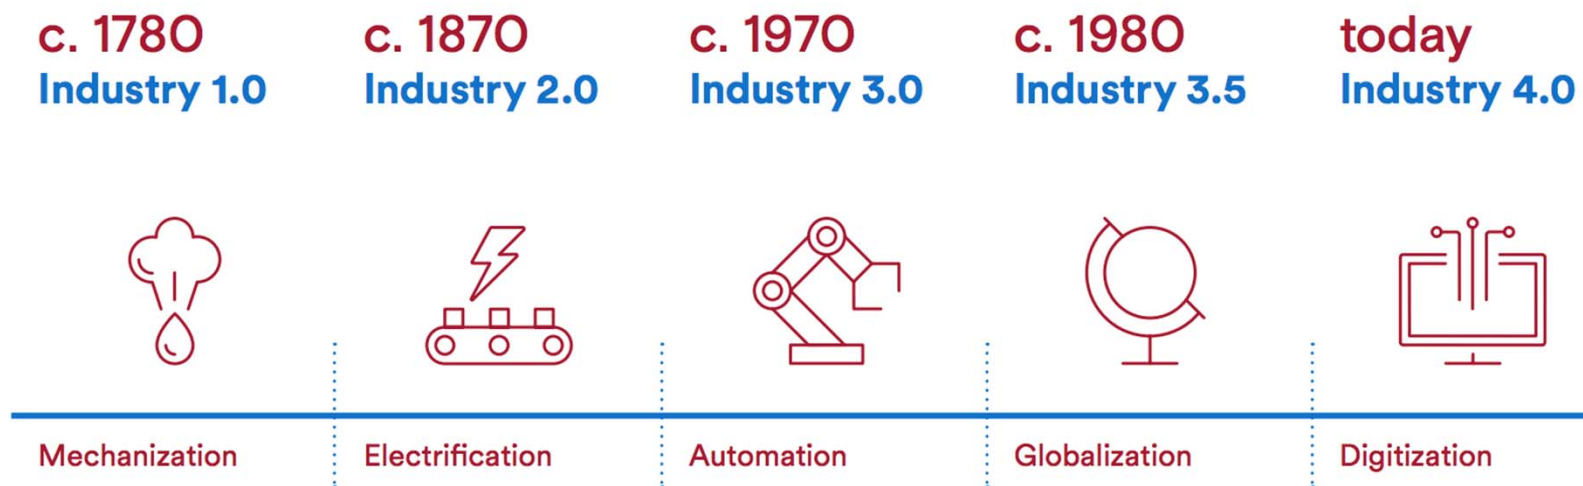 c. 1780
Industry 1.0
c. 1870
Industry 2.0
c. 1970
Industry 3.0
c. 1980
Industry 3.5
today
Industry 4.0
Mechanization
Electrification
Automation
Globalization
Digitization